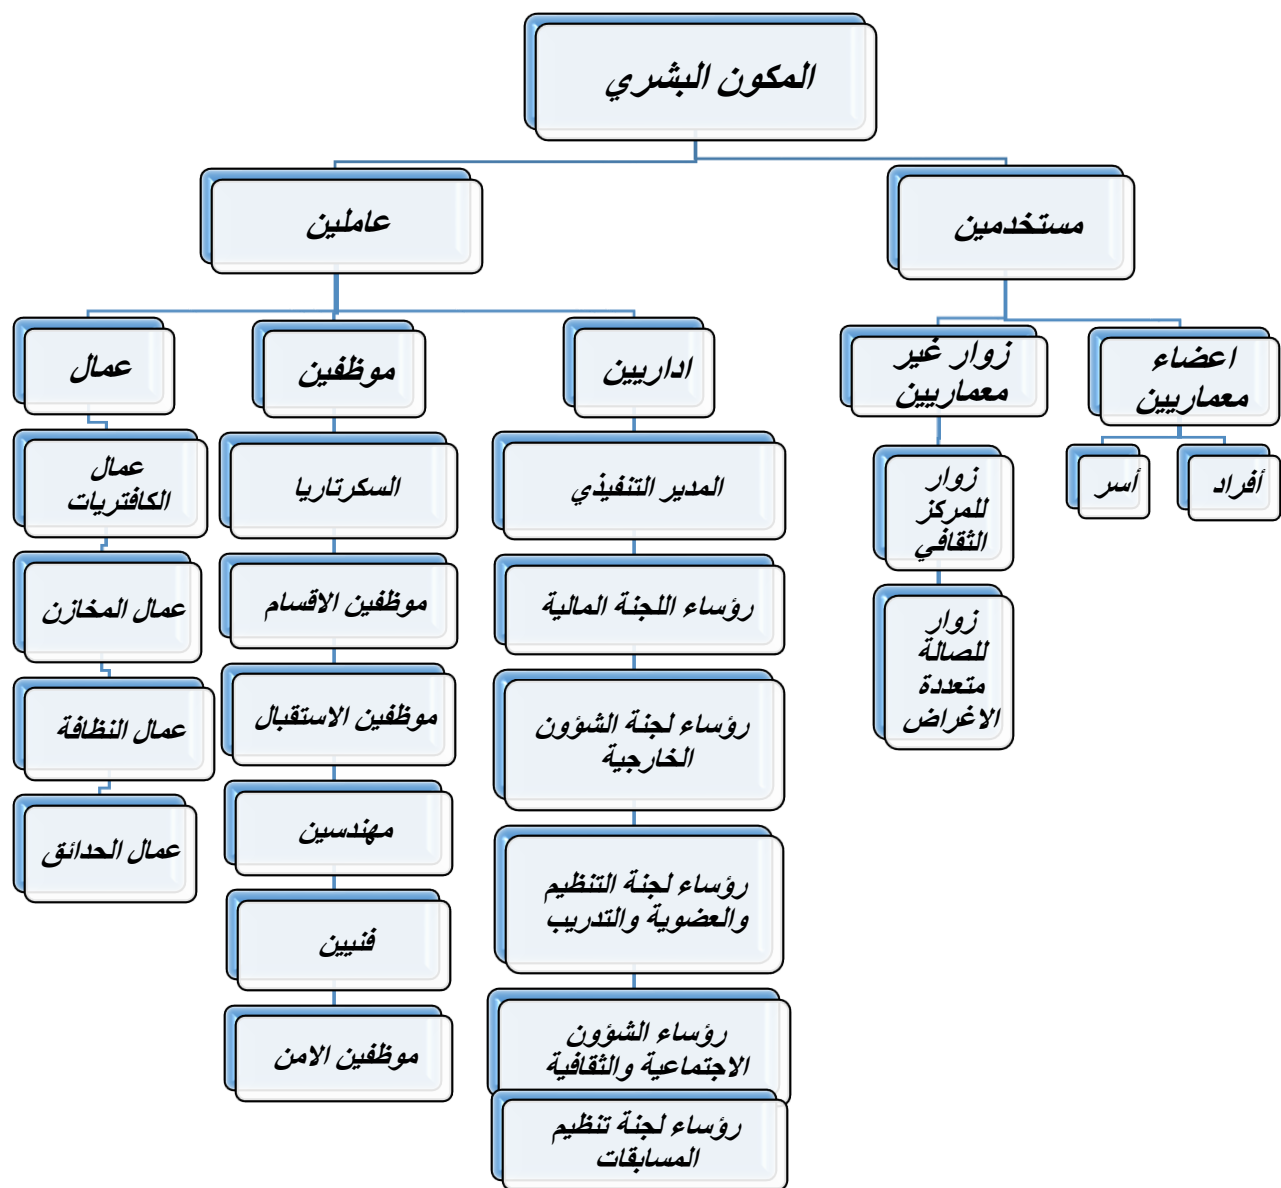 المكون البشري
مستخدمين
اعضاء
معماريين
أفراد
أسر
زوار غير
معماريين
زوار
للمركز
الثقافي
زوار
للصالة
متعددة
الاغراض
عاملين
اداريين
المدير التنفيذي
رؤساء اللجنة المالية
رؤساء لجنة الشؤون
الخارجية
رؤساء لجنة التنظيم
والعضوية والتدريب
رؤساء الشؤون
الاجتماعية والثقافية
رؤساء لجنة تنظيم
المسابقات
موظفين
السكرتاريا
موظفين الاقسام
موظفين الاستقبال
مهندسين
فنيين
موظفين الامن
عمال
عمال
الكافتريات
عمال المخازن
عمال النظافة
عمال الحدائق